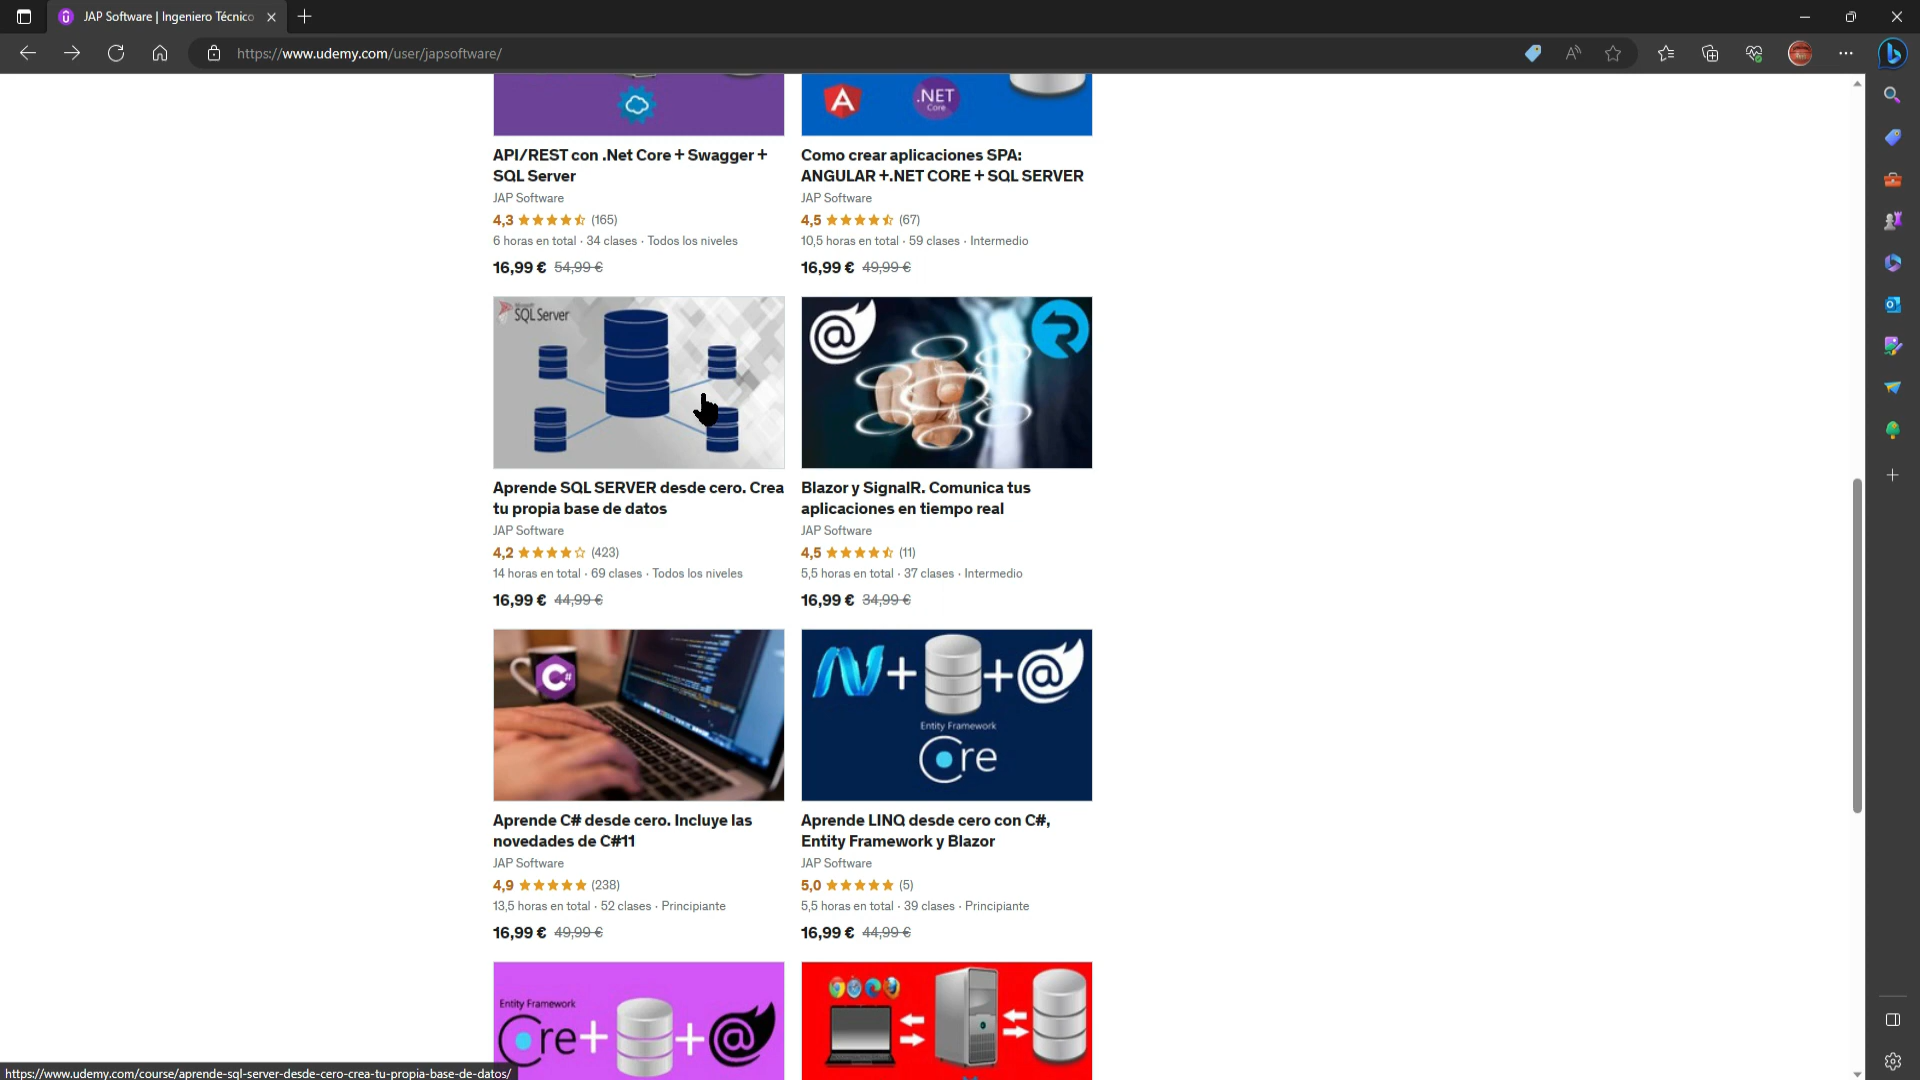 JAP Software | Ingeniero Técnico
https://www.udemy.com/user/japsoftware/
.NET
Core
API/REST con .Net Core + Swagger +
SQL Server
JAP Software
4,3 (165)
6 horas en total · 34 clases · Todos los niveles
16,99 € 54,99 €
Como crear aplicaciones SPA:
ANGULAR +.NET CORE + SQL SERVER
JAP Software
4,5 (67)
10,5 horas en total · 59 clases · Intermedio
16,99 € 49,99 €
SQL Server
Aprende SQL SERVER desde cero. Crea
tu propia base de datos
JAP Software
4,2 (423)
14 horas en total · 69 clases · Todos los niveles
16,99 € 44,99 €
Blazor y SignalR. Comunica tus
aplicaciones en tiempo real
JAP Software
4,5 (11)
5,5 horas en total · 37 clases · Intermedio
16,99 € 34,99 €
C#
Aprende C# desde cero. Incluye las
novedades de C#11
JAP Software
4,9 (238)
13,5 horas en total · 52 clases · Principiante
16,99 € 49,99 €
Entity Framework
Core
Aprende LINQ desde cero con C#,
Entity Framework y Blazor
JAP Software
5,0 (5)
5,5 horas en total · 39 clases · Principiante
16,99 € 44,99 €
Entity Framework
Core
https://www.udemy.com/course/aprende-sql-server-desde-cero-crea-tu-propia-base-de-datos/